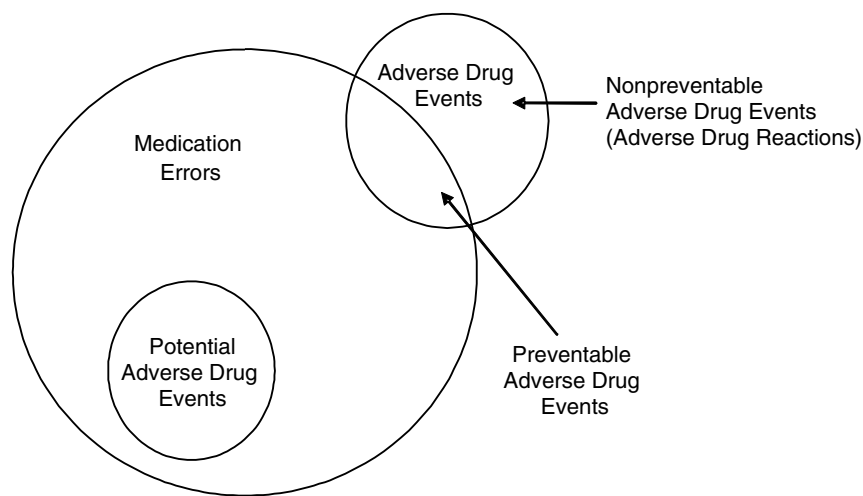 Adverse Drug
Events
Nonpreventable
Adverse Drug Events
(Adverse Drug Reactions)
Medication
Errors
Potential
Adverse Drug
Events
Preventable
Adverse Drug
Events